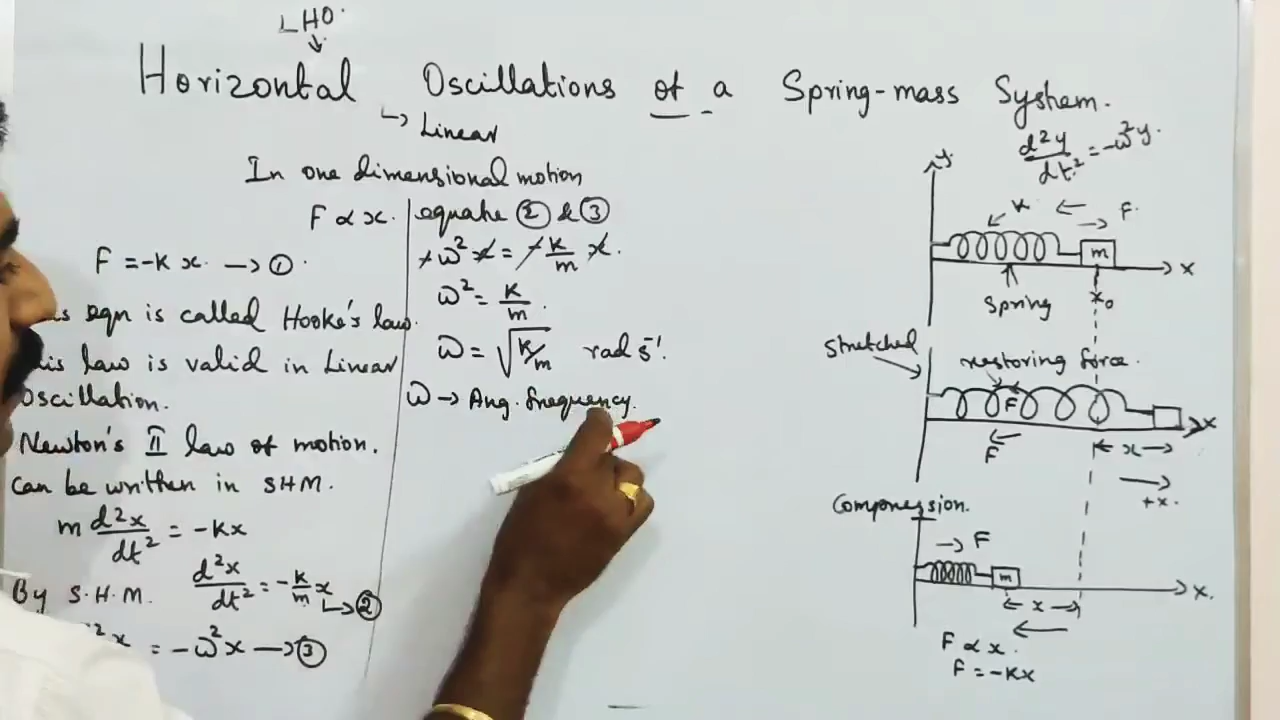 LHO.
↓
Horizontal Oscillations of a Spring-mass System.
↳ Linear
In one dimensional motion
F ∝ x.
F = -K x. → ①.
eqn is called Hooke's law.
law is valid in Linear
Oscillation.
Newton's II law of motion.
can be written in SHM.
m d²x/dt² = -Kx
By S.H.M. d²x/dt² = -K/m x
↳ ②
²x = -ω²x → ③
equate ② & ③
-ω² x = -K/m x.
ω² = K/m.
ω = √K/m rad s⁻¹.
ω → Ang. frequency.
d²y/dt² = -ω²y.
y
K ← → F
m
x
Spring
x₀
Stretched
restoring force.
F
x
F
← x →
+x.
Compression.
→ F
m
x.
← x →
F ∝ x.
F = -Kx